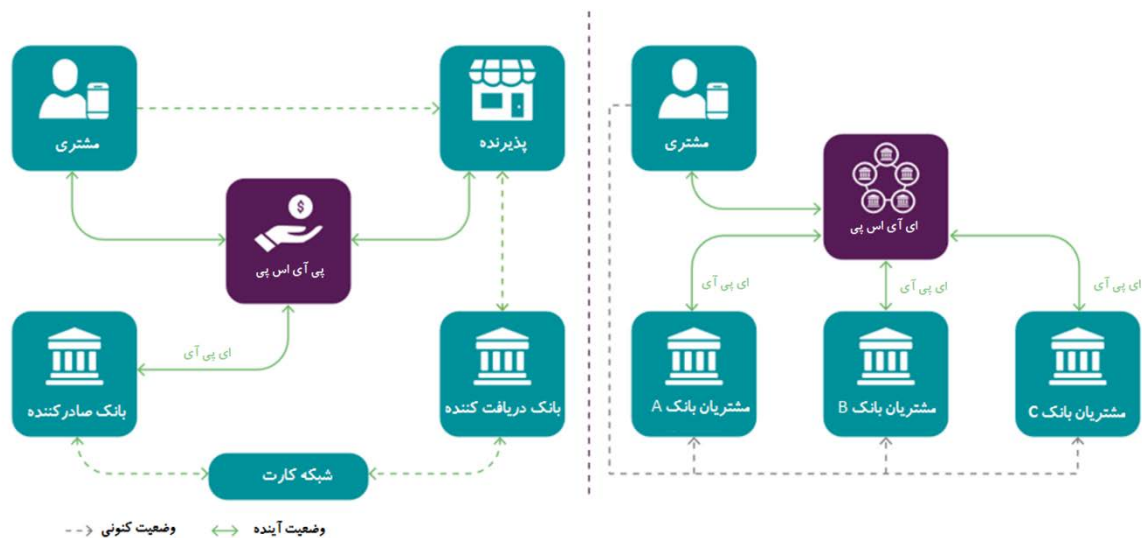 مشتری
پذیرنده
پی آی اس پی
ای پی آی
بانک صادرکننده
بانک دریافت کننده
شبکه کارت
مشتری
ای آی اس پی
ای پی آی
ای پی آی
ای پی آی
مشتریان بانک A
مشتریان بانک B
مشتریان بانک C
وضعیت آینده
وضعیت کنونی